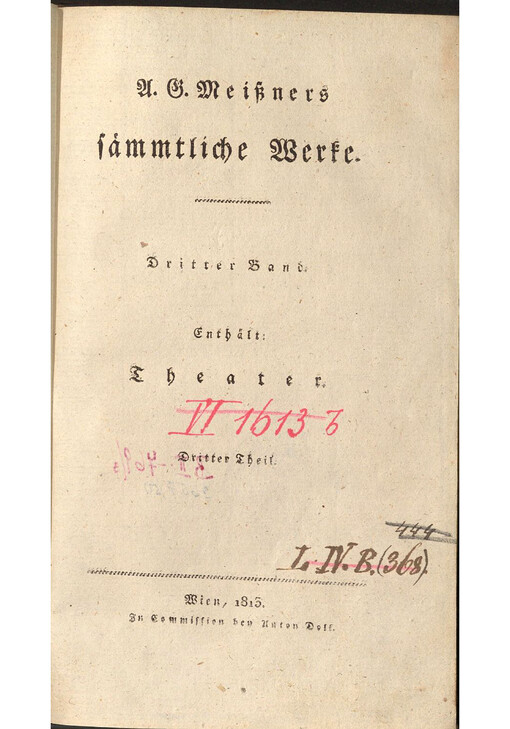 A. G. Meißners
sämmtliche Werke.
Dritter Band.
Enthält:
Theater.
VI 1613 b
Dritter Theil.
444
I. IV. B. (368).
Wien, 1813.
In Commission bey Anton Doll.